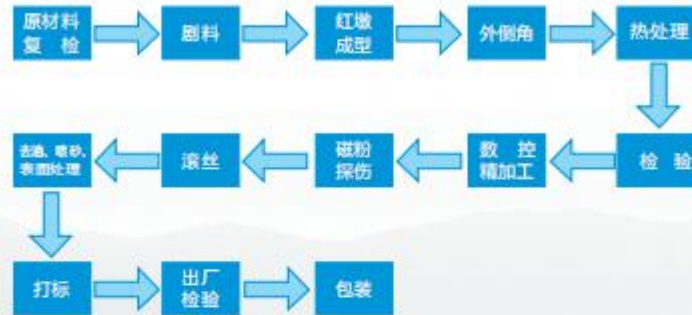 原材料
复 检
剧料
红墩
成型
外倒角
热处理
检 验
数 控
精加工
磁粉
探伤
滚丝
去油、喷砂、
表面处理
打标
出厂
检验
包装